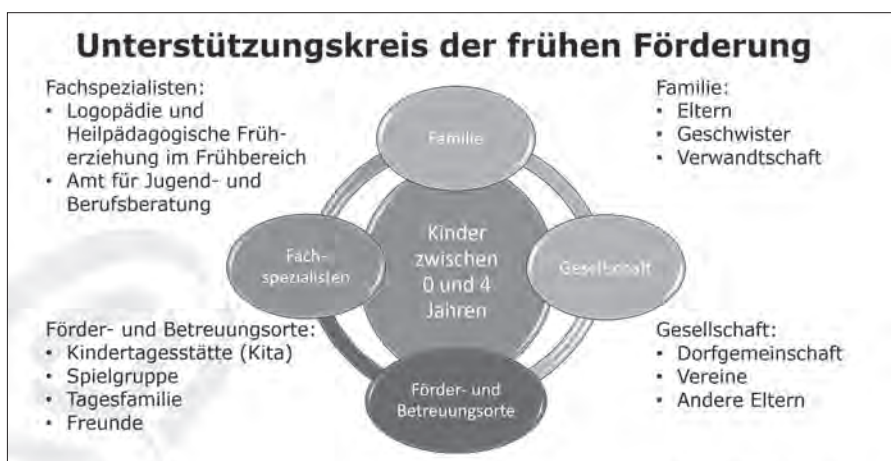 Unterstützungskreis der frühen Förderung
Fachspezialisten:
• Logopädie und
Heilpädagogische Früh-
erziehung im Frühbereich
• Amt für Jugend- und
Berufsberatung
Familie:
• Eltern
• Geschwister
• Verwandtschaft
Familie
Fach-
spezialisten
Kinder
zwischen
0 und 4
Jahren
Gesellschaft
Förder- und
Betreuungsorte
Förder- und Betreuungsorte:
• Kindertagesstätte (Kita)
• Spielgruppe
• Tagesfamilie
• Freunde
Gesellschaft:
• Dorfgemeinschaft
• Vereine
• Andere Eltern